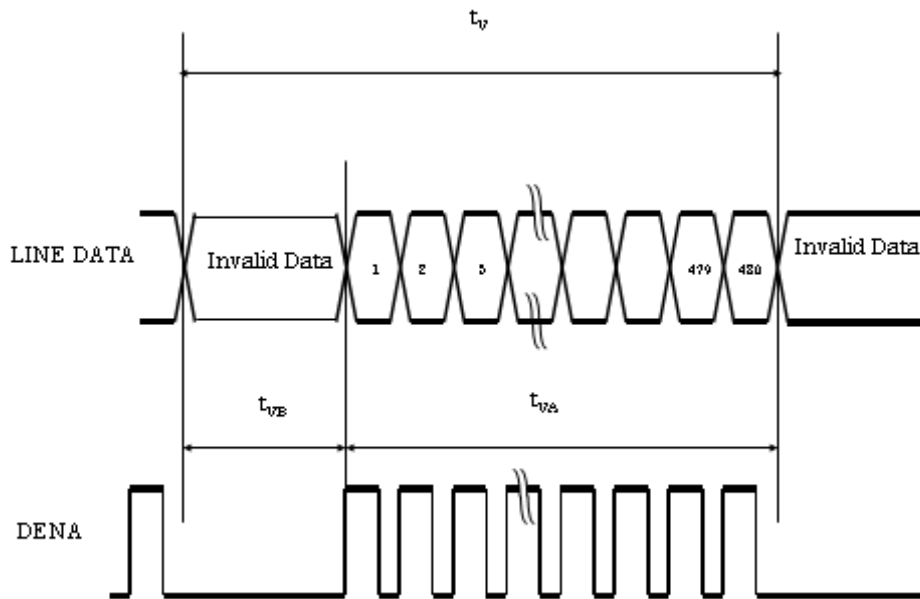 tV
LINE DATA
Invalid Data
1
2
3
479
480
Invalid Data
tVB
tVA
DENA